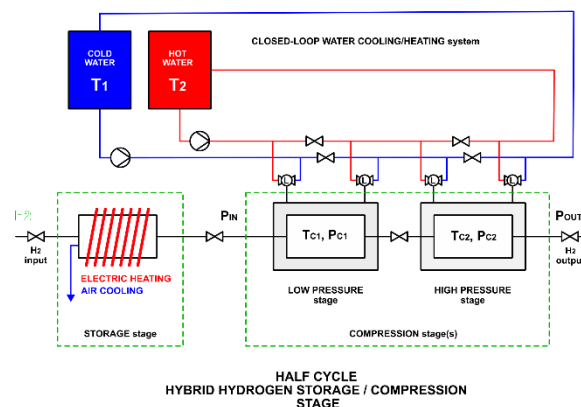 CLOSED-LOOP WATER COOLING/HEATING system
COLD
WATER
T1
HOT
WATER
T2
L
L
L
L
PIN
POUT
H2
input
TC1, PC1
TC2, PC2
H2
output
ELECTRIC HEATING
AIR COOLING
LOW PRESSURE
stage
HIGH PRESSURE
stage
STORAGE stage
COMPRESSION stage(s)
HALF CYCLE
HYBRID HYDROGEN STORAGE / COMPRESSION
STAGE